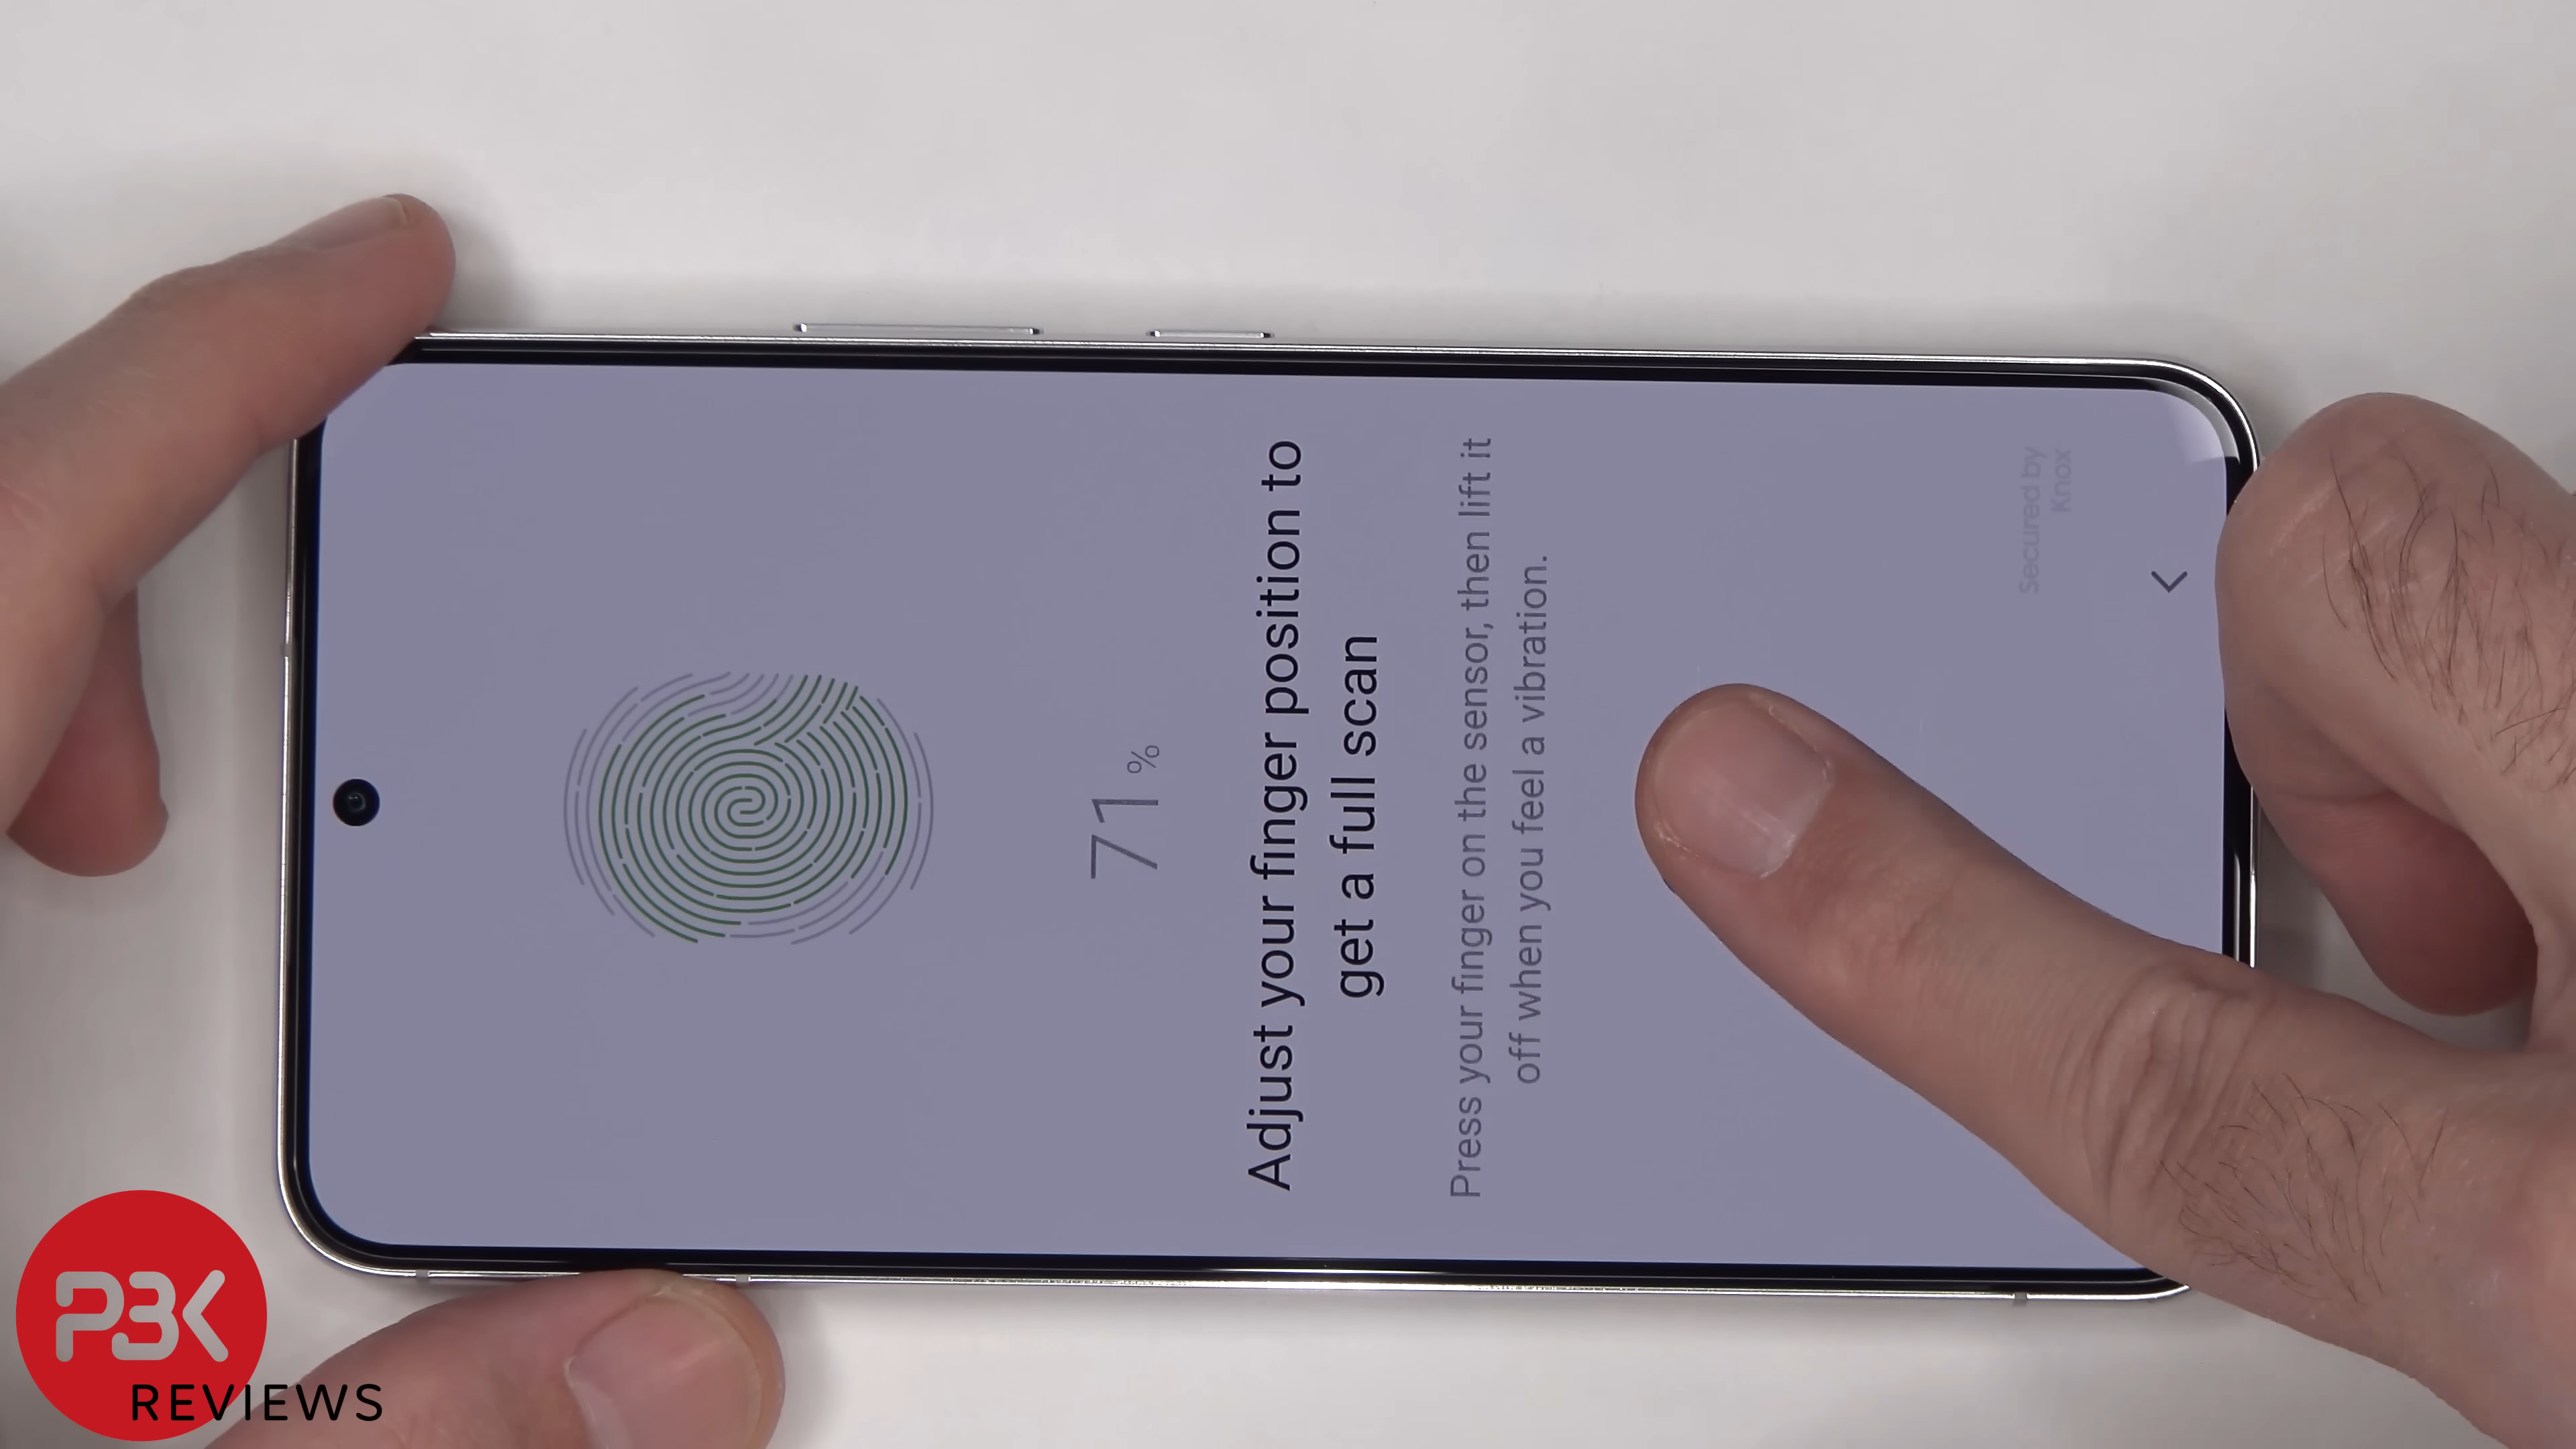 71%
Adjust your finger position to
get a full scan
Press your finger on the sensor, then lift it
off when you feel a vibration.
Secured by
Knox
PBK
REVIEWS